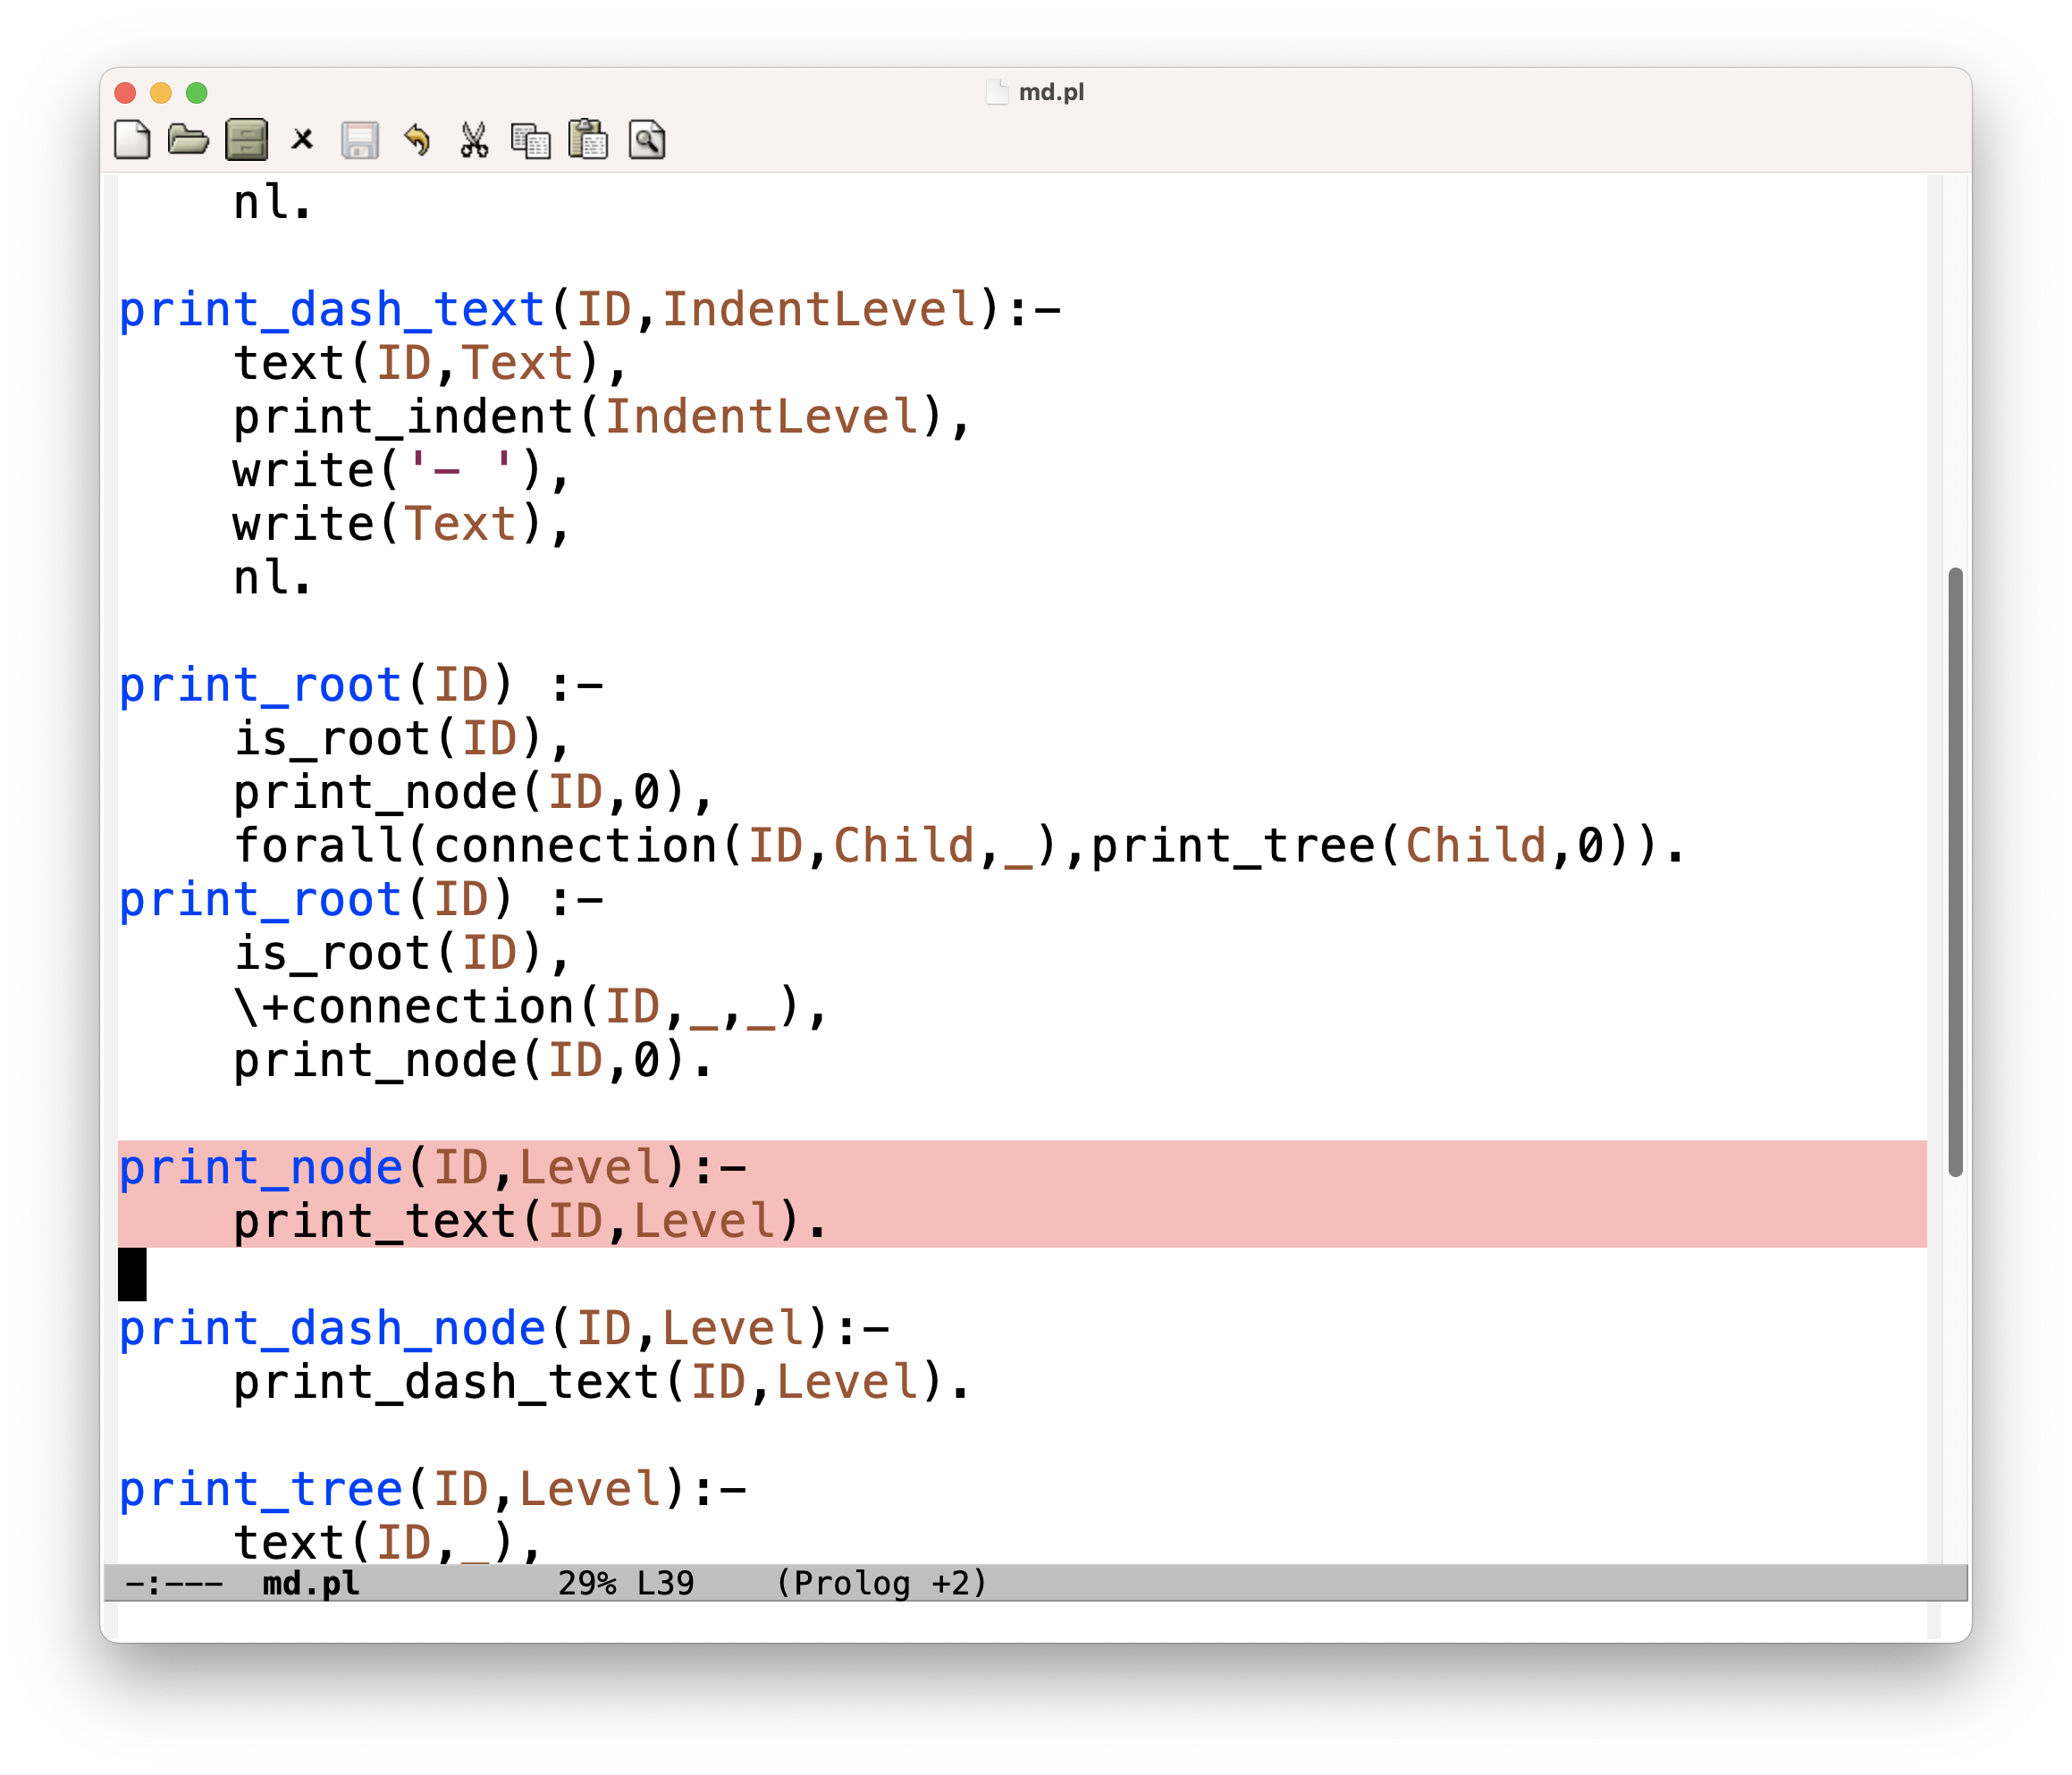 md.pl
nl.
print_dash_text(ID,IndentLevel):-
text(ID,Text),
print_indent(IndentLevel),
write('- '),
write(Text),
nl.
print_root(ID) :-
is_root(ID),
print_node(ID,0),
forall(connection(ID,Child,_),print_tree(Child,0)).
print_root(ID) :-
is_root(ID),
\+connection(ID,_,_),
print_node(ID,0).
print_node(ID,Level):-
print_text(ID,Level).
print_dash_node(ID,Level):-
print_dash_text(ID,Level).
print_tree(ID,Level):-
text(ID,_),
-:--- md.pl 29% L39 (Prolog +2)